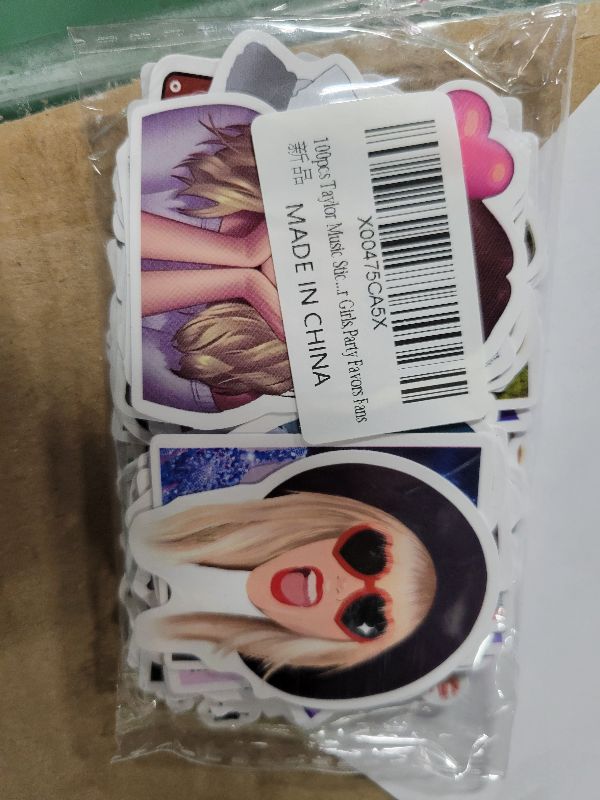 X00475CA5X
100pcs Taylor Music Stic...r Girls,Party Favors Fans
新品 MADE IN CHINA